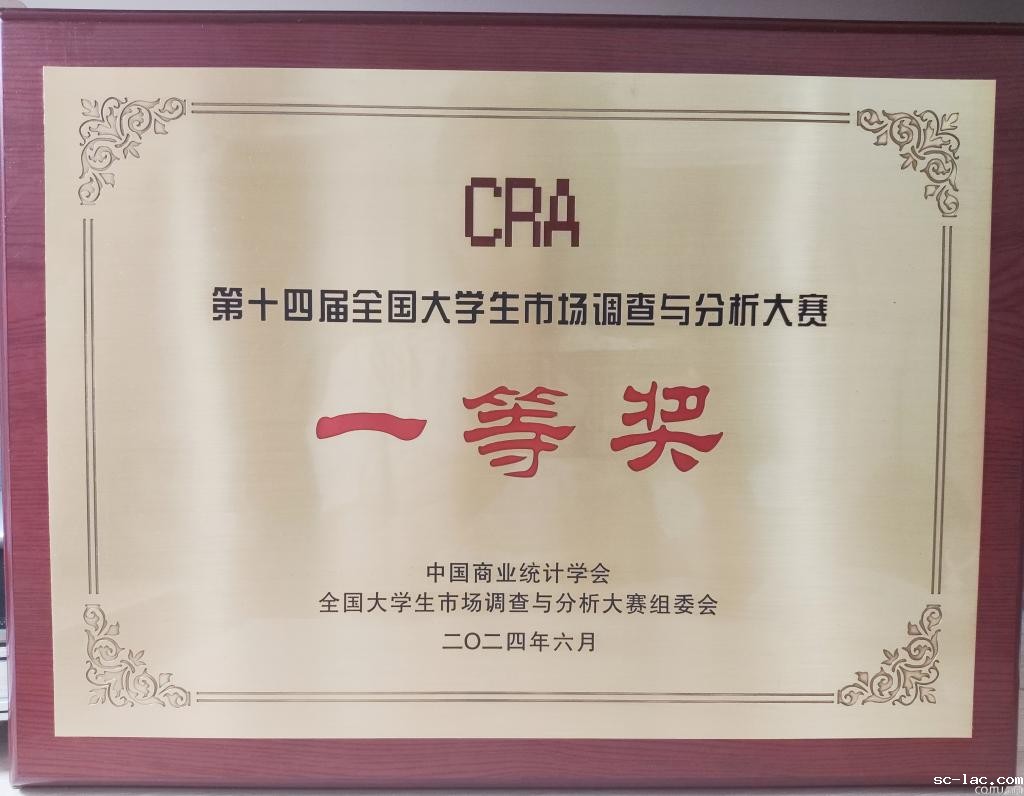 CRA
第十四届全国大学生市场调查与分析大赛
一等奖
中国商业统计学会
全国大学生市场调查与分析大赛组委会
二〇二四年六月
sc-lac.com